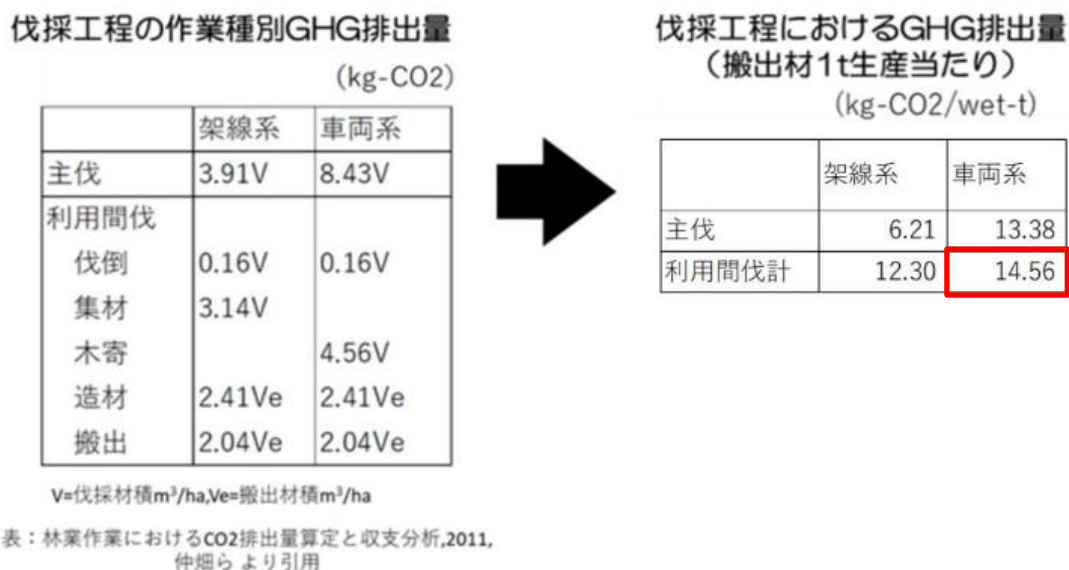 伐採工程の作業種別GHG排出量
(kg-CO2)
架線系 車両系
主伐 3.91V 8.43V
利用間伐
伐倒 0.16V 0.16V
集材 3.14V
木寄 4.56V
造材 2.41Ve 2.41Ve
搬出 2.04Ve 2.04Ve
V=伐採材積m³/ha,Ve=搬出材積m³/ha
表：林業作業におけるCO2排出量算定と収支分析,2011,
仲畑ら より引用
伐採工程におけるGHG排出量
（搬出材1t生産当たり）
(kg-CO2/wet-t)
架線系 車両系
主伐 6.21 13.38
利用間伐計 12.30 14.56